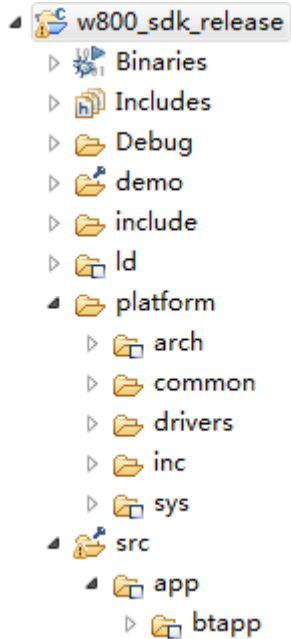 w800_sdk_release
Binaries
Includes
Debug
demo
include
ld
platform
arch
common
drivers
inc
sys
src
app
btapp